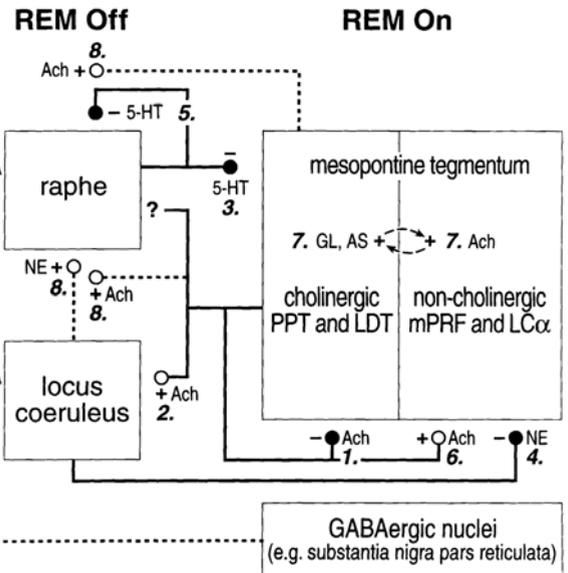 REM Off
REM On
8.
Ach +
– 5-HT 5.
raphe
–
5-HT
3.
?
mesopontine tegmentum
7. GL, AS + + 7. Ach
cholinergic
PPT and LDT
non-cholinergic
mPRF and LCα
NE +
8.
+ Ach
8.
locus
coeruleus
+ Ach
2.
– Ach
1.
+ Ach
6.
– NE
4.
GABAergic nuclei
(e.g. substantia nigra pars reticulata)